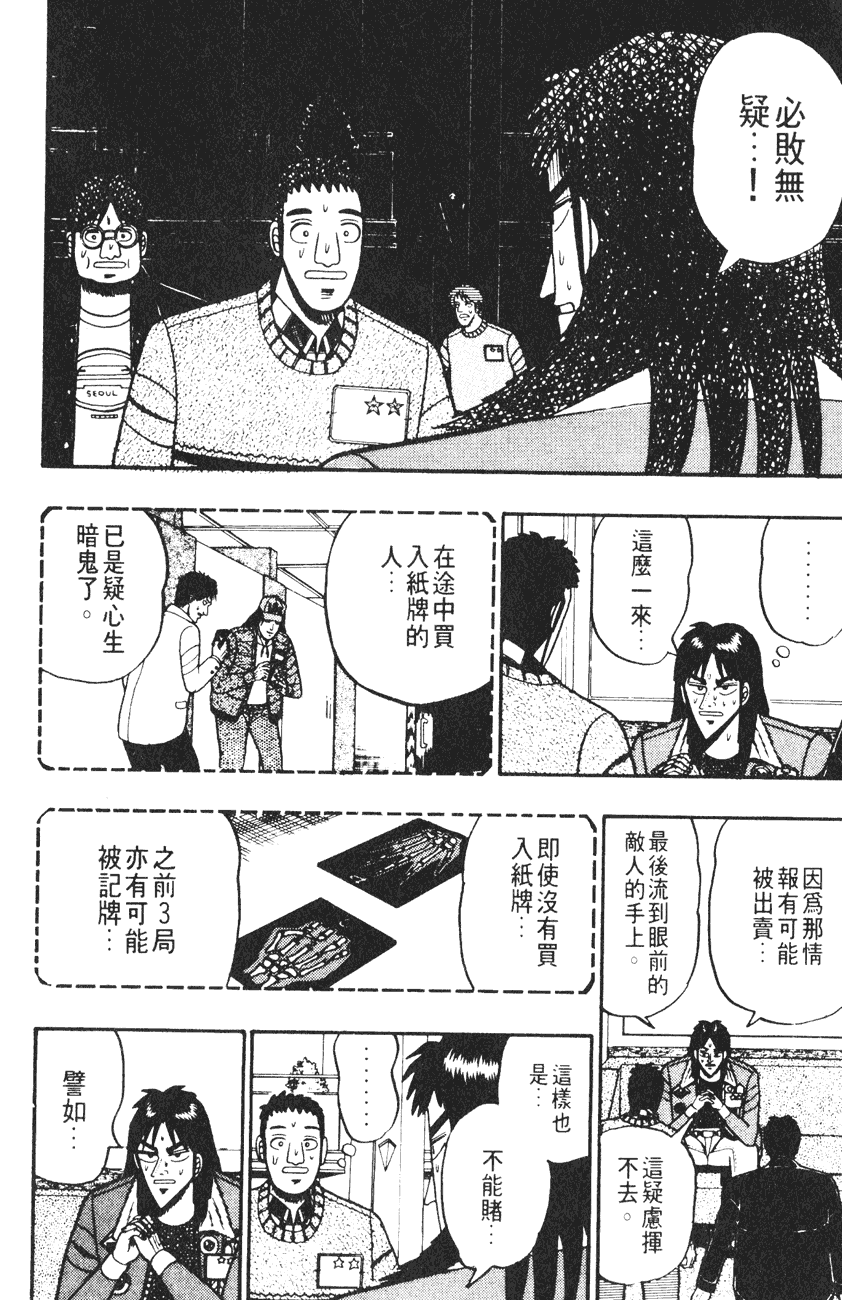 必敗無
疑…！
SEOUL
………
這麼一來…
在途中買
入紙牌的
人…
已是疑心生
暗鬼了。
因爲那情
報有可能
被出賣…
最後流到眼前的
敵人的手上。
這疑慮揮
不去。
即使沒有買
入紙牌…
之前3局
亦有可能
被記牌…
這樣也
是…
不能賭…
………
譬如…